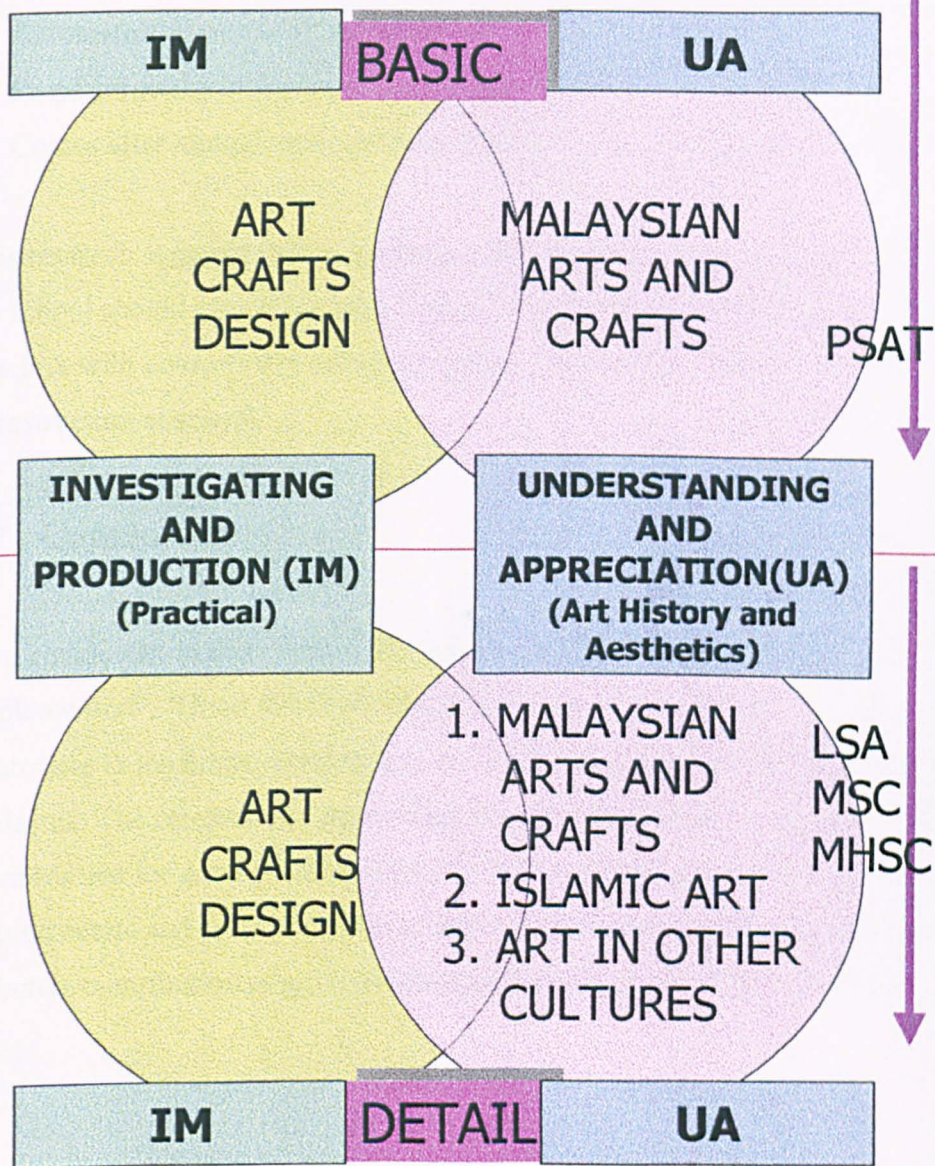 IM BASIC UA
ART
CRAFTS
DESIGN
MALAYSIAN
ARTS AND
CRAFTS
PSAT
INVESTIGATING
AND
PRODUCTION (IM)
(Practical)
UNDERSTANDING
AND
APPRECIATION(UA)
(Art History and
Aesthetics)
ART
CRAFTS
DESIGN
1. MALAYSIAN
ARTS AND
CRAFTS
2. ISLAMIC ART
3. ART IN OTHER
CULTURES
LSA
MSC
MHSC
IM DETAIL UA